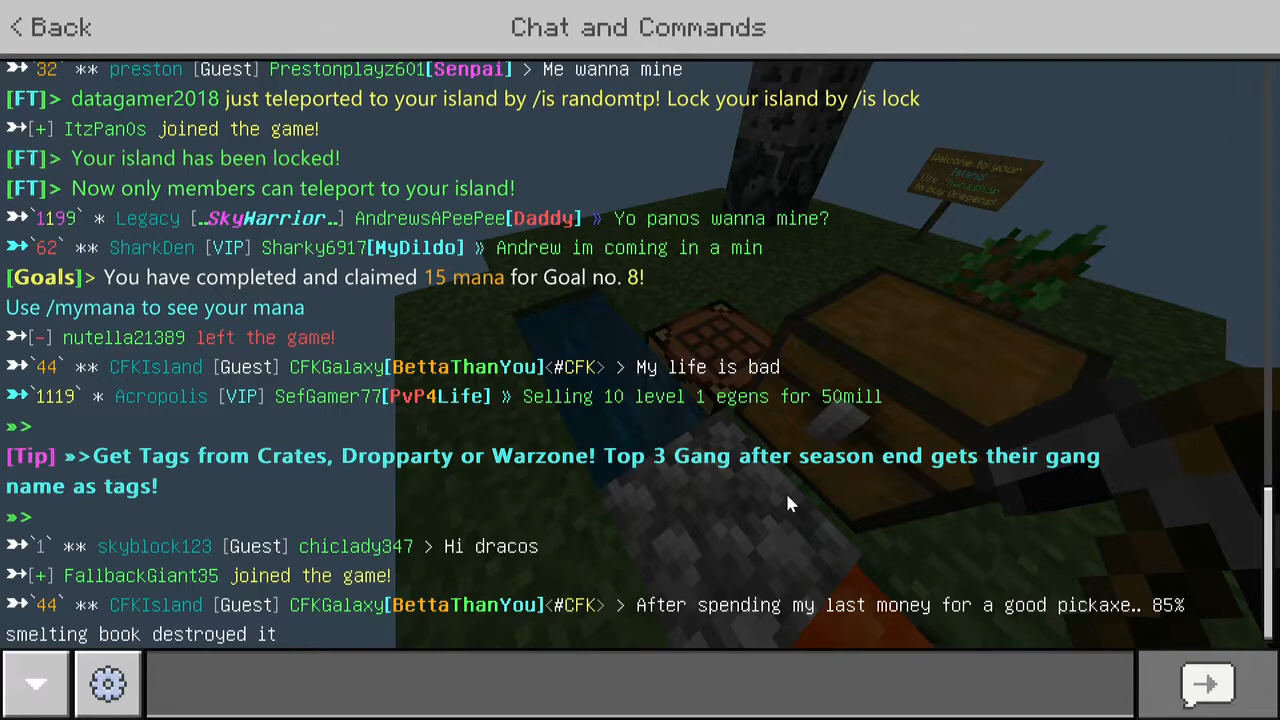 Back
Chat and Commands
➳`32` ** preston [Guest] Prestonplayz601[Senpai] > Me wanna mine
[FT]> datagamer2018 just teleported to your island by /is randomtp! Lock your island by /is lock
➳[+] ItzPan0s joined the game!
[FT]> Your island has been locked!
[FT]> Now only members can teleport to your island!
➳`1199` * Legacy [..SkyWarrior..] AndrewsAPeePee[Daddy] » Yo panos wanna mine?
➳`62` ** SharkDen [VIP] Sharky6917[MyDildo] » Andrew im coming in a min
[Goals]> You have completed and claimed 15 mana for Goal no. 8!
Use /mymana to see your mana
➳[-] nutella21389 left the game!
➳`44` ** CFKIsland [Guest] CFKGalaxy[BettaThanYou]<#CFK> > My life is bad
➳`1119` * Acropolis [VIP] SefGamer77[PvP4Life] » Selling 10 level 1 egens for 50mill
»>
[Tip] »>Get Tags from Crates, Dropparty or Warzone! Top 3 Gang after season end gets their gang
name as tags!
»>
➳`1` ** skyblock123 [Guest] chiclady347 > Hi dracos
➳[+] FallbackGiant35 joined the game!
➳`44` ** CFKIsland [Guest] CFKGalaxy[BettaThanYou]<#CFK> > After spending my last money for a good pickaxe.. 85%
smelting book destroyed it
Welcome to your
Island
to buy Oregens!